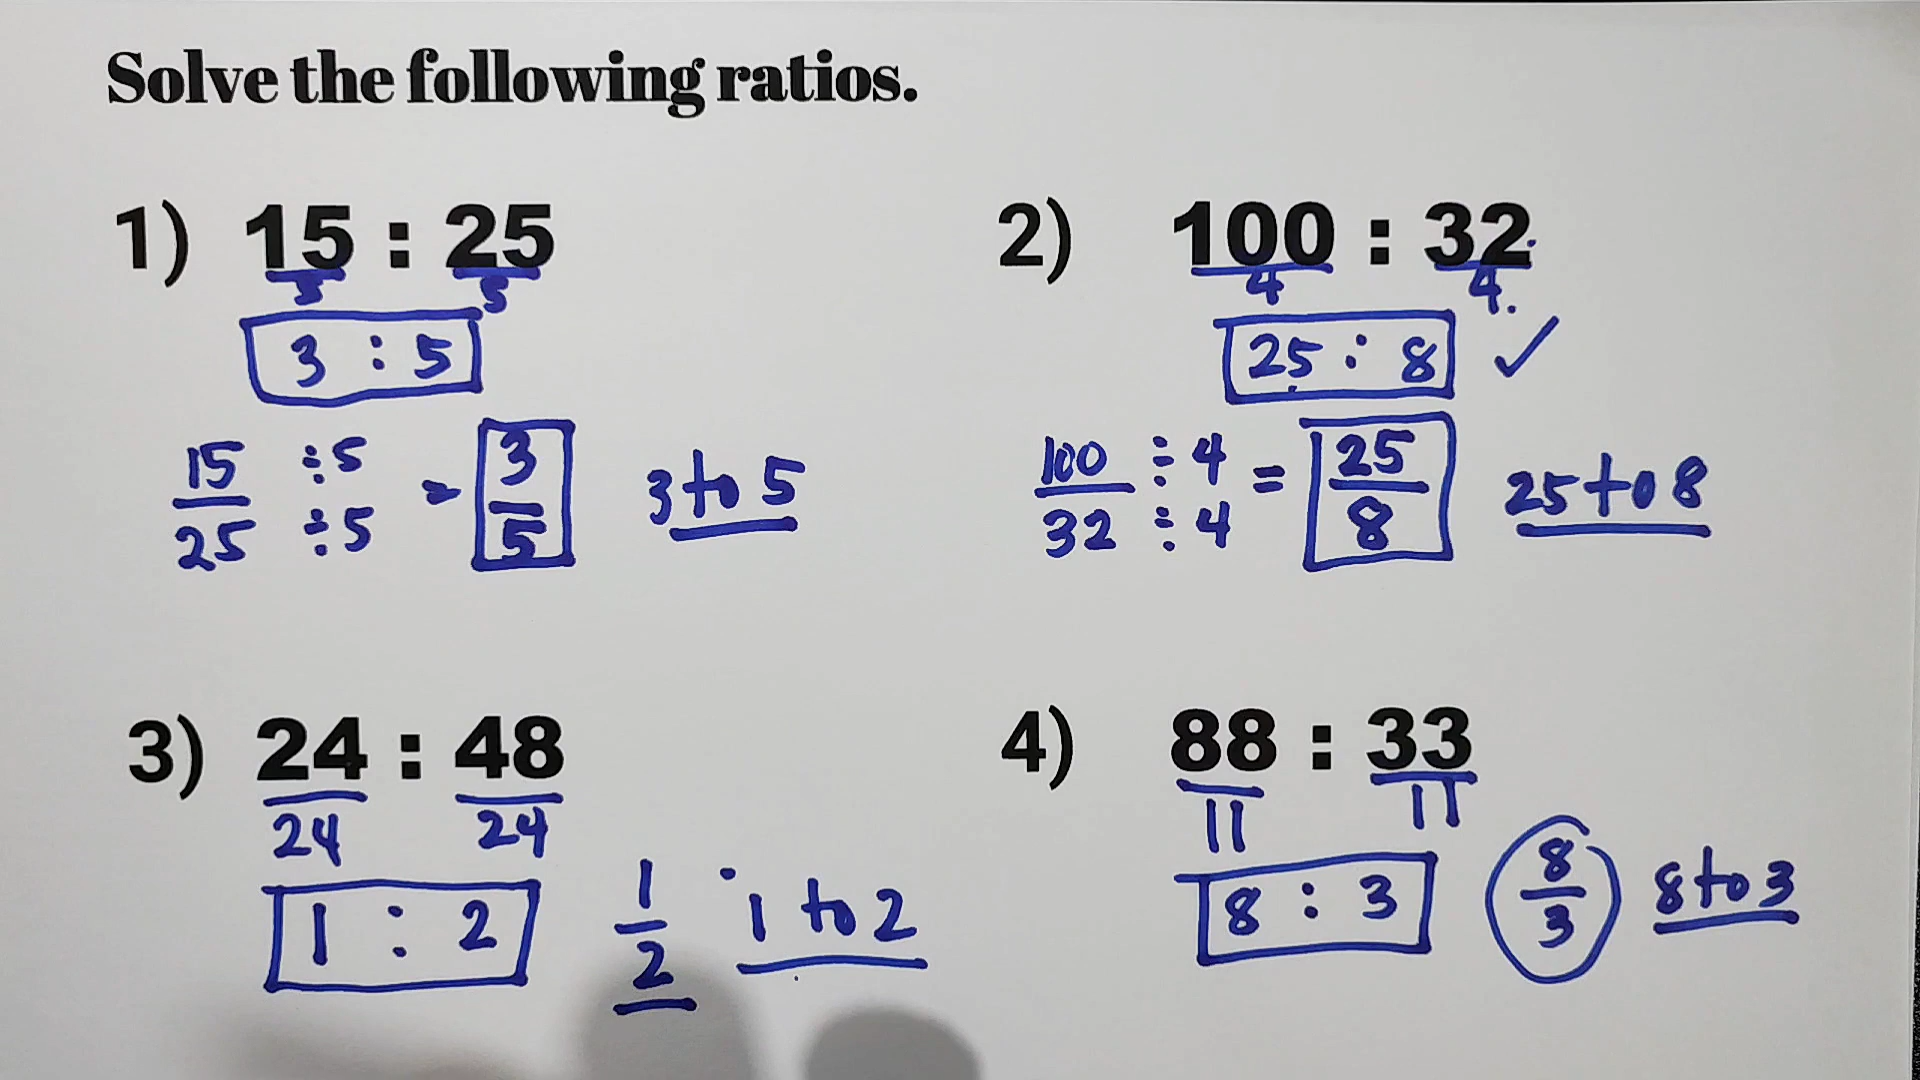 Solve the following ratios.
1) 15 : 25
5 5
3 : 5
15 ÷5 = 3 3 to 5
25 ÷5 5
2) 100 : 32
4 4
25 : 8 ✓
100 ÷4 = 25 25 to 8
32 ÷4 8
3) 24 : 48
24 24
1 : 2
1 1 to 2
2
4) 88 : 33
11 11
8 : 3
8 8 to 3
3